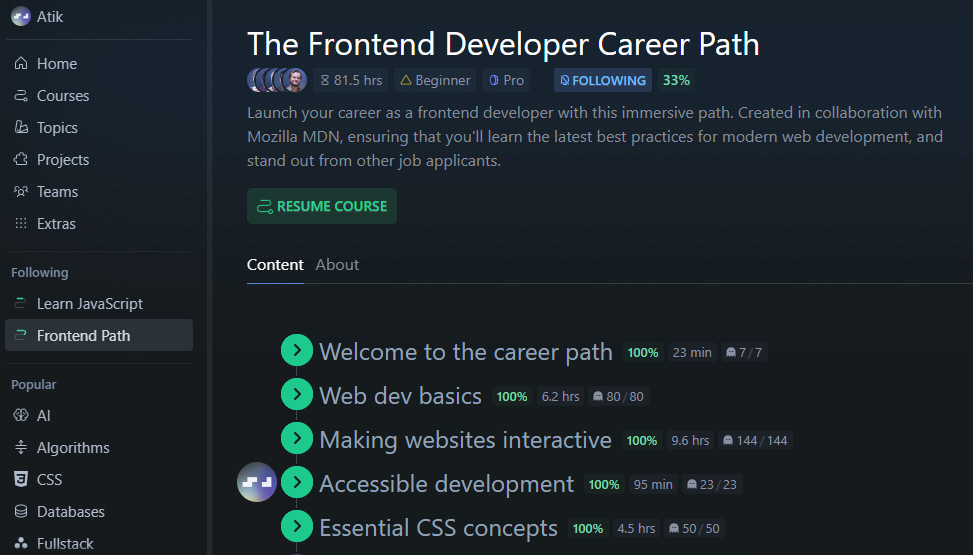 Atik
Home
Courses
Topics
Projects
Teams
Extras
Following
Learn JavaScript
Frontend Path
Popular
AI
Algorithms
CSS
Databases
Fullstack
The Frontend Developer Career Path
81.5 hrs Beginner Pro FOLLOWING 33%
Launch your career as a frontend developer with this immersive path. Created in collaboration with
Mozilla MDN, ensuring that you'll learn the latest best practices for modern web development, and
stand out from other job applicants.
RESUME COURSE
Content About
Welcome to the career path 100% 23 min 7/7
Web dev basics 100% 6.2 hrs 80/80
Making websites interactive 100% 9.6 hrs 144/144
Accessible development 100% 95 min 23/23
Essential CSS concepts 100% 4.5 hrs 50/50